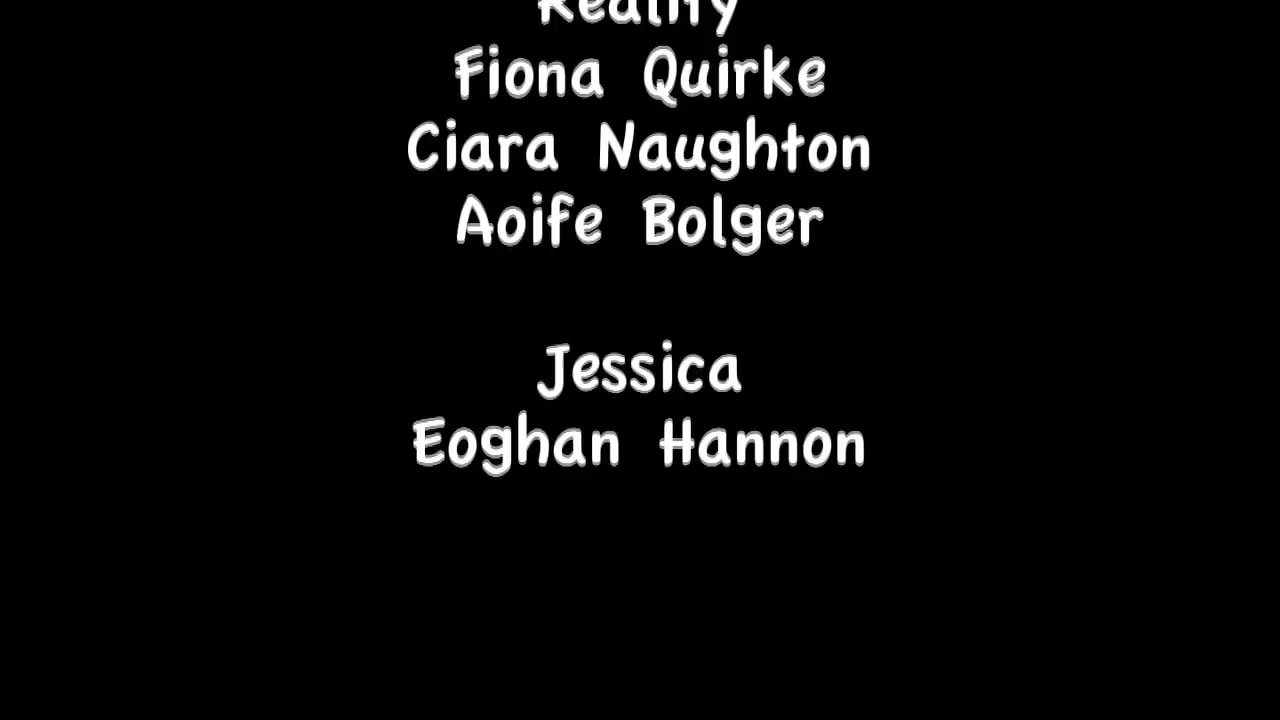 Reality
Fiona Quirke
Ciara Naughton
Aoife Bolger
Jessica
Eoghan Hannon